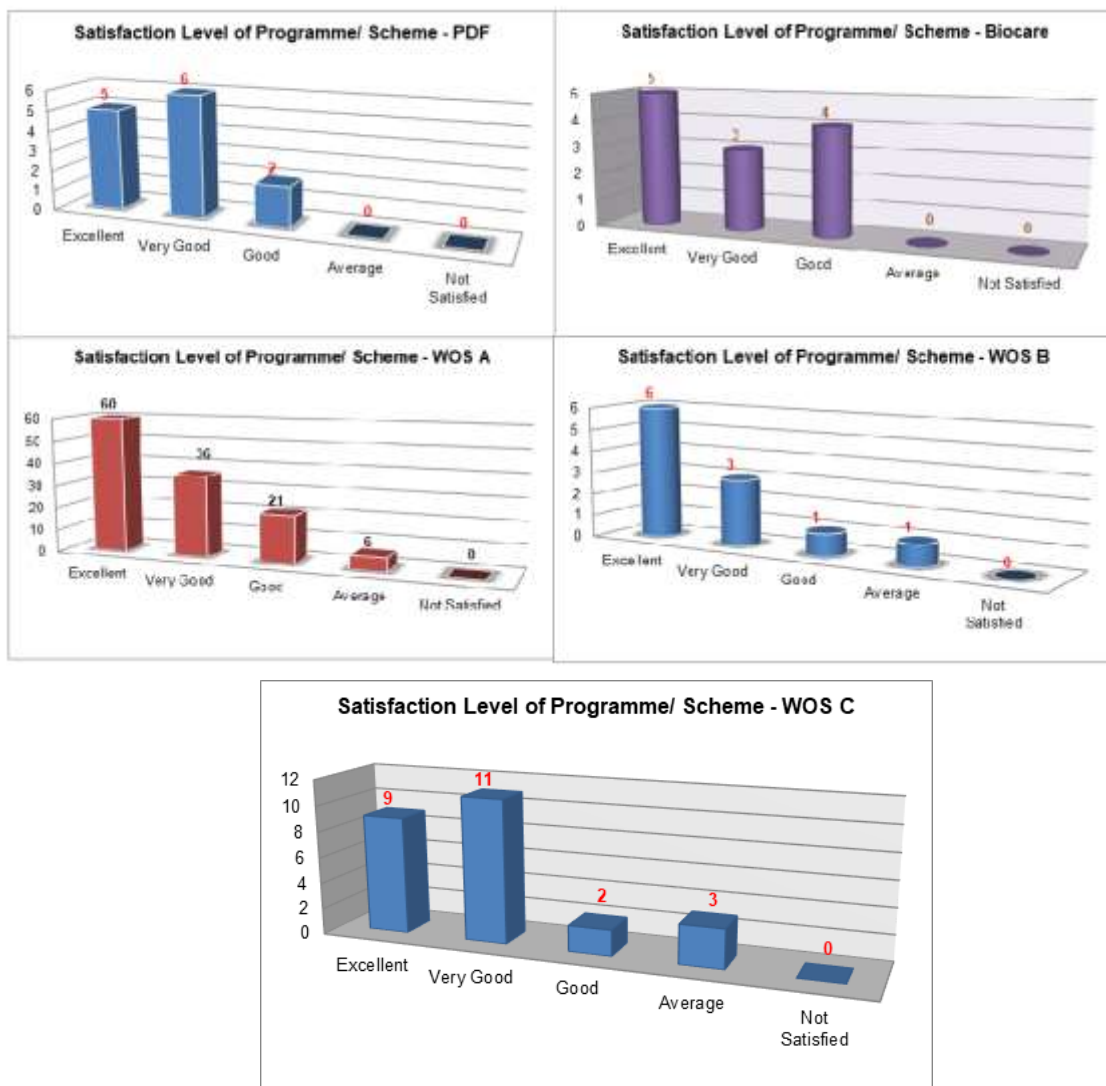 Satisfaction Level of Programme/ Scheme - PDF
6
5
4
3
2
1
0
5
6
2
0
0
Excellent
Very Good
Good
Average
Not
Satisfied
Satisfaction Level of Programme/ Scheme - Biocare
5
4
3
2
1
0
5
3
4
0
0
Excellent
Very Good
Good
Average
Not Satisfied
Satisfaction Level of Programme/ Scheme - WOS A
60
50
40
30
20
10
0
60
36
21
6
0
Excellent
Very Good
Good
Average
Not Satisfied
Satisfaction Level of Programme/ Scheme - WOS B
6
5
4
3
2
1
0
6
3
1
1
0
Excellent
Very Good
Good
Average
Not
Satisfied
Satisfaction Level of Programme/ Scheme - WOS C
12
10
8
6
4
2
0
9
11
2
3
0
Excellent
Very Good
Good
Average
Not
Satisfied